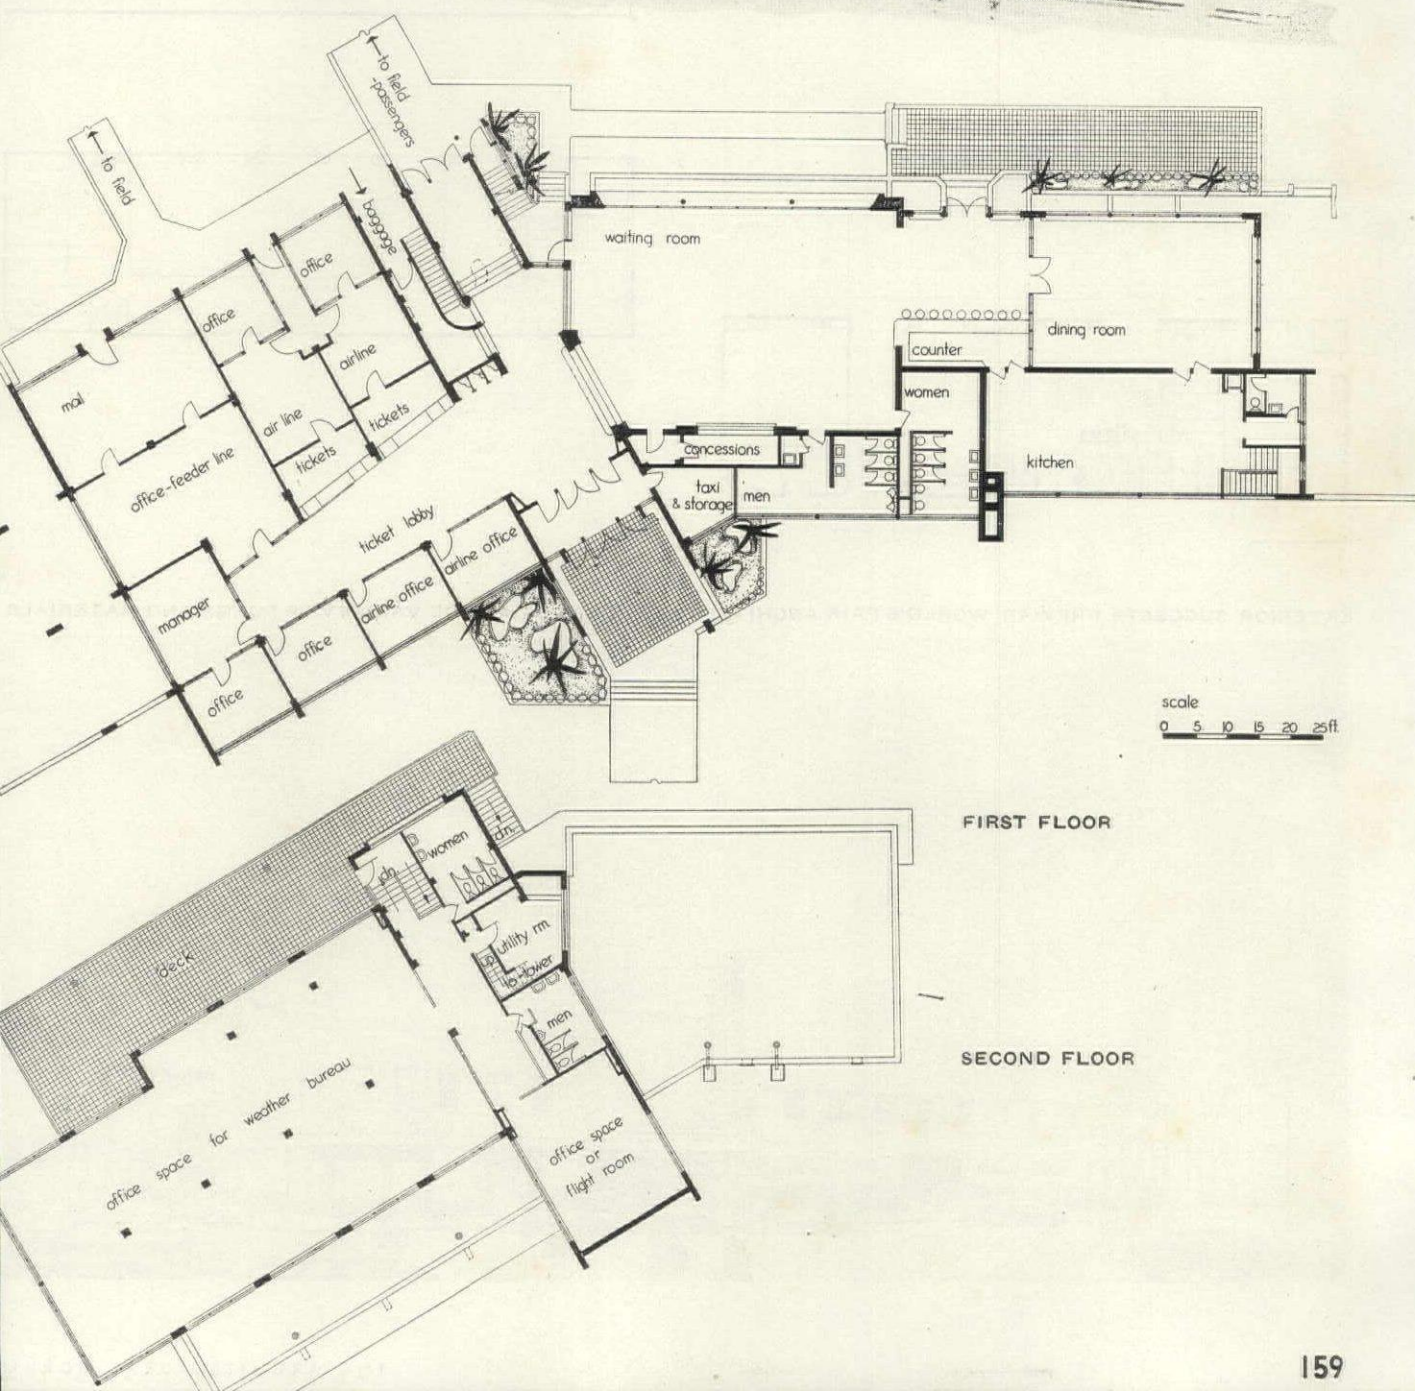 to field
-passengers
to field
baggage
office
office
airline
mail
air line
tickets
tickets
office-feeder line
ticket lobby
airline office
airline office
manager
office
office
waiting room
counter
dining room
women
concessions
taxi
& storage
men
kitchen
scale
0 5 10 15 20 25ft.
FIRST FLOOR
dn.
women
dn.
utility rm
up
to tower
deck
men
office space for weather bureau
office space
or
flight room
SECOND FLOOR
159